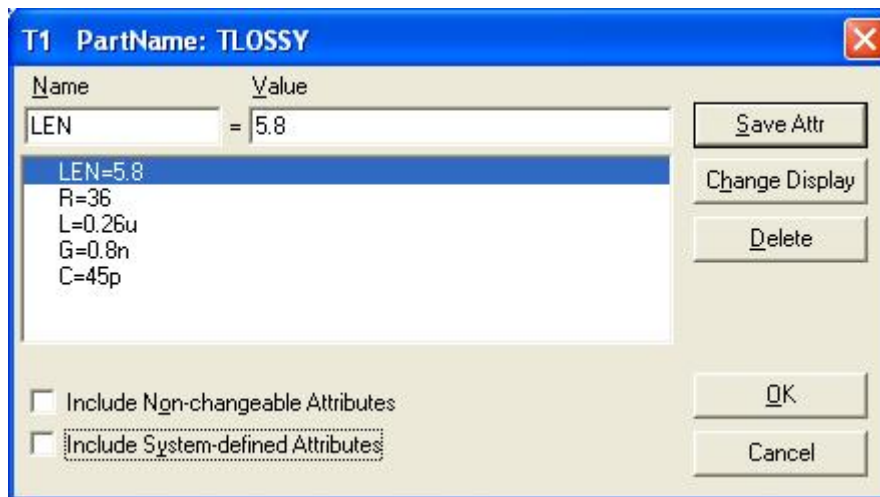 T1 PartName: TLOSSY
Name Value
LEN = 5.8
Save Attr
LEN=5.8
R=36
L=0.26u
G=0.8n
C=45p
Change Display
Delete
Include Non-changeable Attributes
Include System-defined Attributes
OK
Cancel